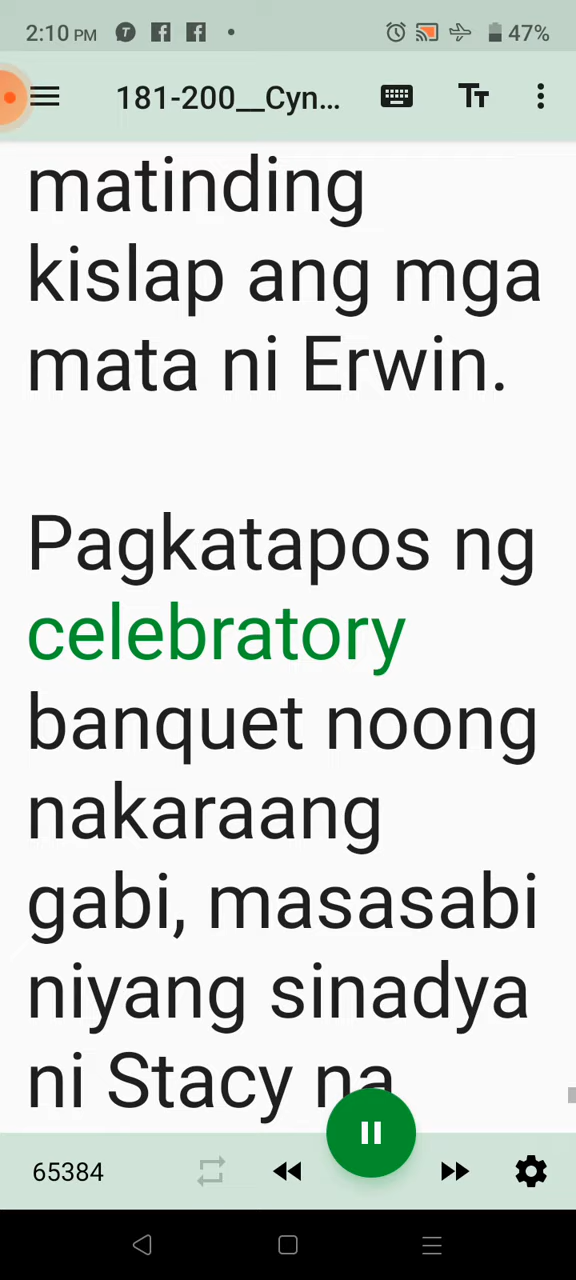 2:10 PM
47%
181-200__Cyn...
matinding
kislap ang mga
mata ni Erwin.
Pagkatapos ng
celebratory
banquet noong
nakaraang
gabi, masasabi
niyang sinadya
ni Stacy na
65384